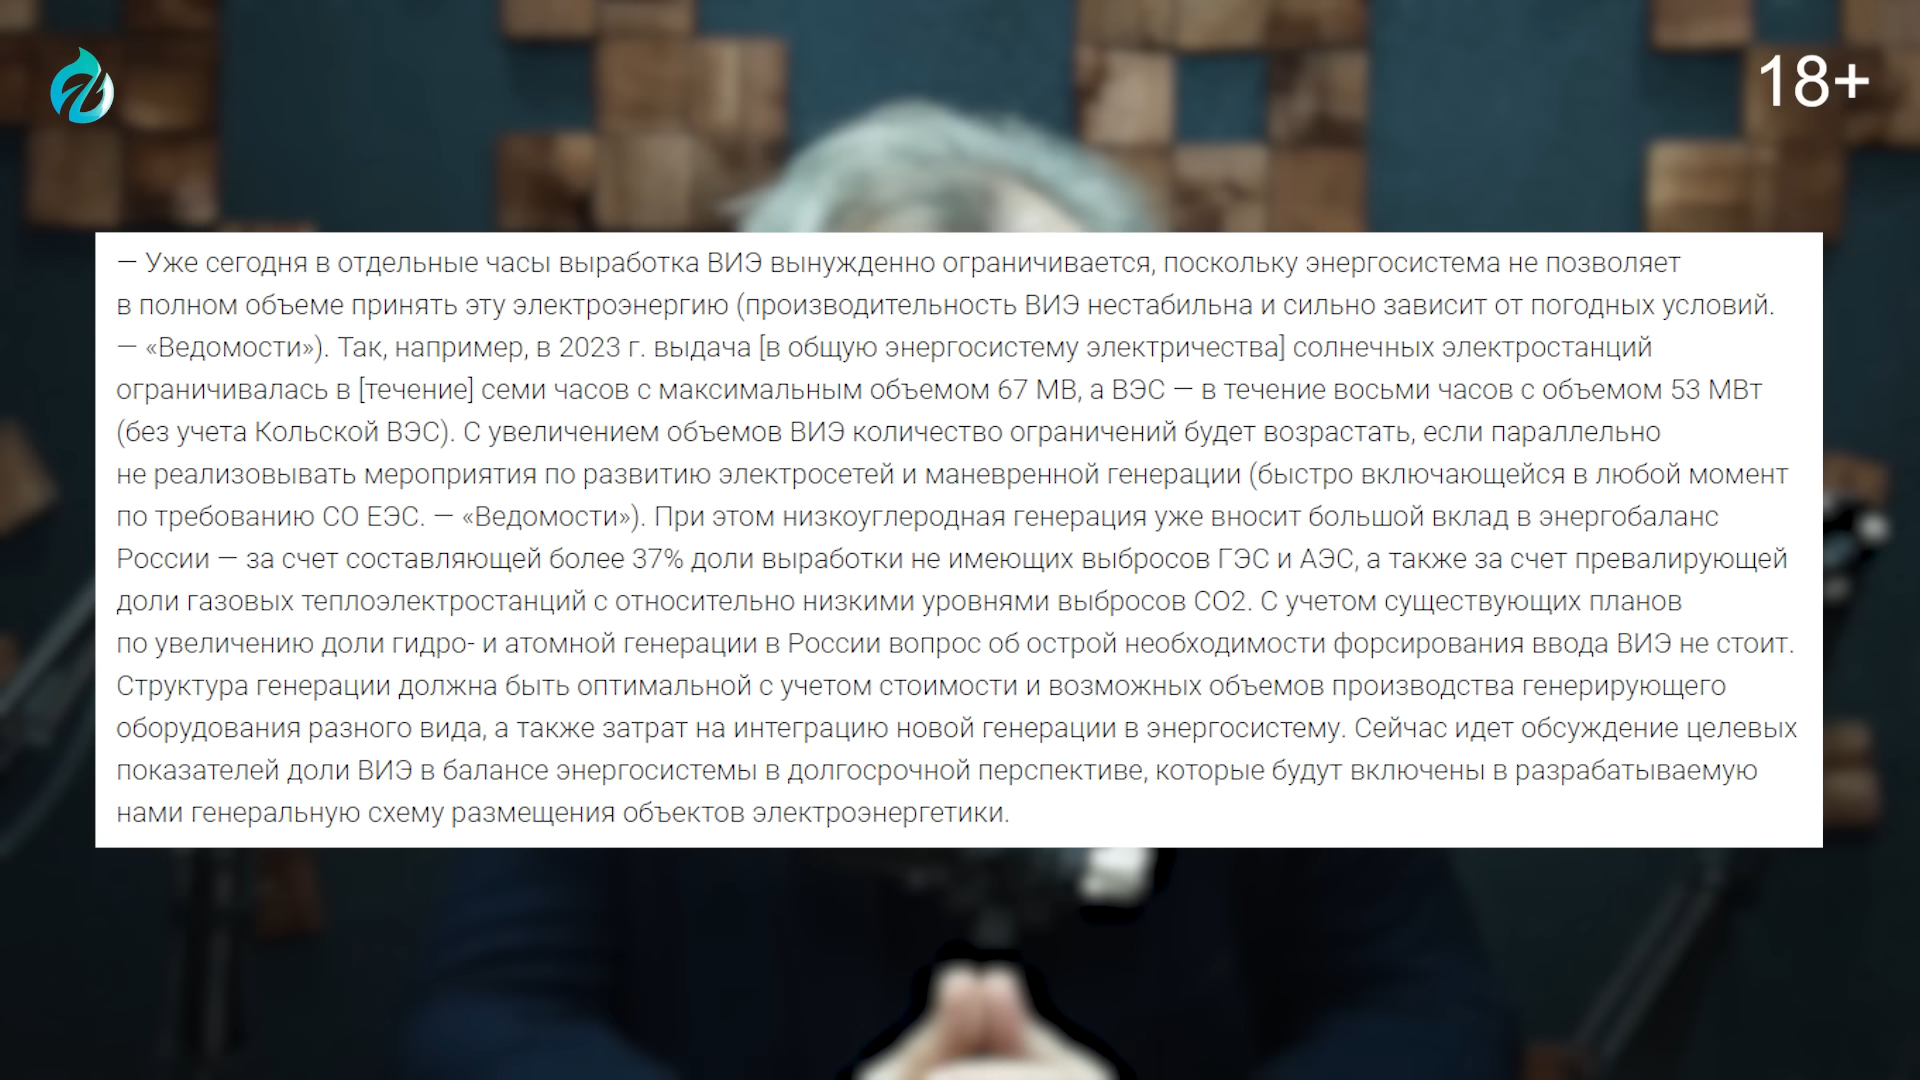 18+
— Уже сегодня в отдельные часы выработка ВИЭ вынужденно ограничивается, поскольку энергосистема не позволяет
в полном объеме принять эту электроэнергию (производительность ВИЭ нестабильна и сильно зависит от погодных условий.
— «Ведомости»). Так, например, в 2023 г. выдача [в общую энергосистему электричества] солнечных электростанций
ограничивалась в [течение] семи часов с максимальным объемом 67 МВ, а ВЭС — в течение восьми часов с объемом 53 МВт
(без учета Кольской ВЭС). С увеличением объемов ВИЭ количество ограничений будет возрастать, если параллельно
не реализовывать мероприятия по развитию электросетей и маневренной генерации (быстро включающейся в любой момент
по требованию СО ЕЭС. — «Ведомости»). При этом низкоуглеродная генерация уже вносит большой вклад в энергобаланс
России — за счет составляющей более 37% доли выработки не имеющих выбросов ГЭС и АЭС, а также за счет превалирующей
доли газовых теплоэлектростанций с относительно низкими уровнями выбросов СО2. С учетом существующих планов
по увеличению доли гидро- и атомной генерации в России вопрос об острой необходимости форсирования ввода ВИЭ не стоит.
Структура генерации должна быть оптимальной с учетом стоимости и возможных объемов производства генерирующего
оборудования разного вида, а также затрат на интеграцию новой генерации в энергосистему. Сейчас идет обсуждение целевых
показателей доли ВИЭ в балансе энергосистемы в долгосрочной перспективе, которые будут включены в разрабатываемую
нами генеральную схему размещения объектов электроэнергетики.